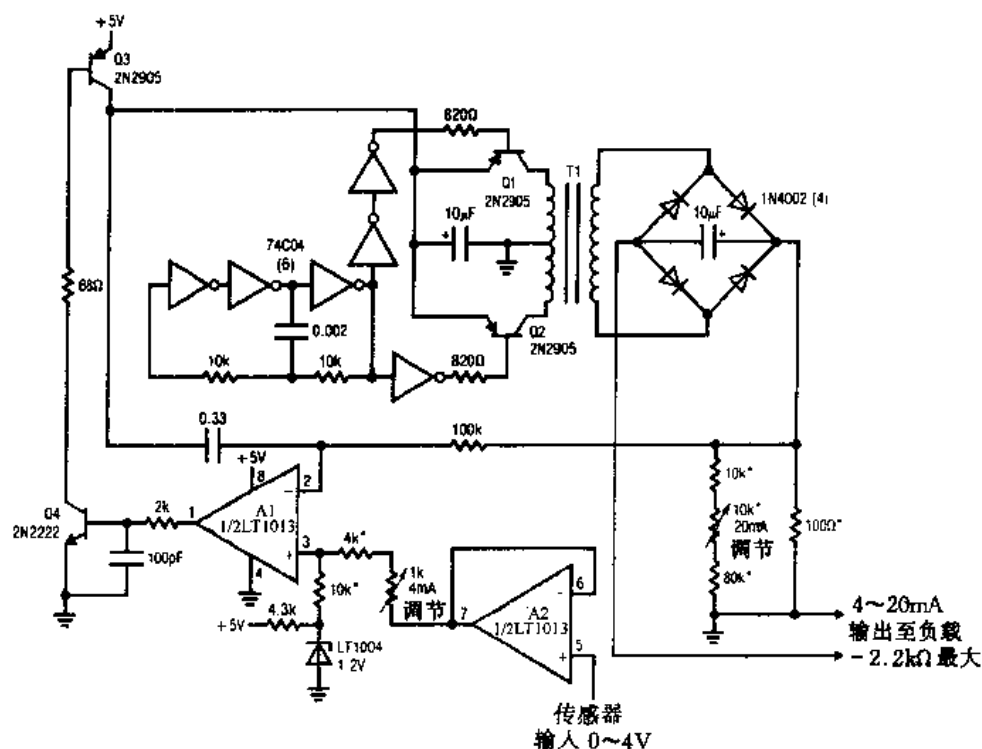 +5V
Q3
2N2905
820Ω
Q1
2N2905
T1
1N4002 (4)
10μF
+
10μF
+
74C04
(6)
68Ω
0.002
Q2
2N2905
10k
10k
820Ω
0.33
100k
+5V
8
2
−
10k*
Q4
2N2222
2k
1
A1
1/2LT1013
10k*
20mA
调节
100Ω*
100pF
+
3
4k*
4
10k*
1k
4mA
调节
6
−
80k*
4.3k
+5V
7
A2
1/2LT1013
4～20mA
输出至负载
−2.2kΩ最大
LT1004
1.2V
+
5
传感器
输入 0～4V